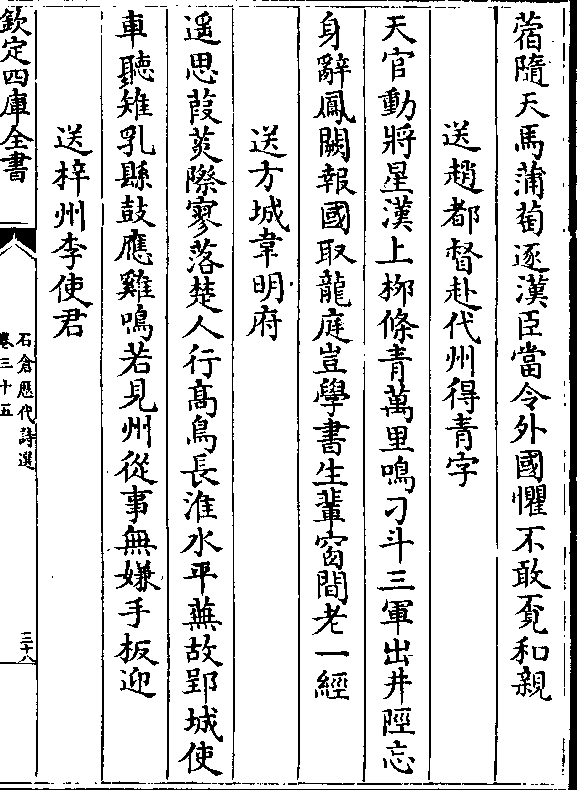 蓿隨天馬蒲萄逐漢臣當令外國懼不敢覔和親
送趙都督赴代州得青字
天官動將星漢上柳條青萬里鳴刁斗三軍出井陘忘
身辭鳳闕報國取龍庭豈學書生輩窗間老一經
送方城韋明府
遥思葭菼際寥落楚人行髙鳥長淮水平蕪故郢城使
車聽雉乳縣鼓應雞鳴若見州從事無嫌手板迎
送梓州李使君
欽定四庫全書
石倉歴代詩選
卷三十五
三十八